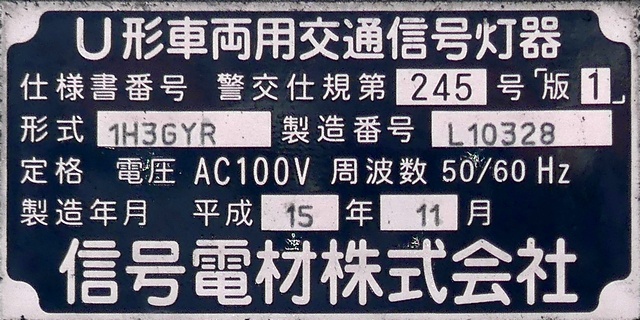 U形車両用交通信号灯器
仕様書番号 警交仕規第 245 号「版1」
形式 1H3GYR 製造番号 L10328
定格 電圧 AC100V 周波数 50/60Hz
製造年月 平成 15 年 11 月
信号電材株式会社